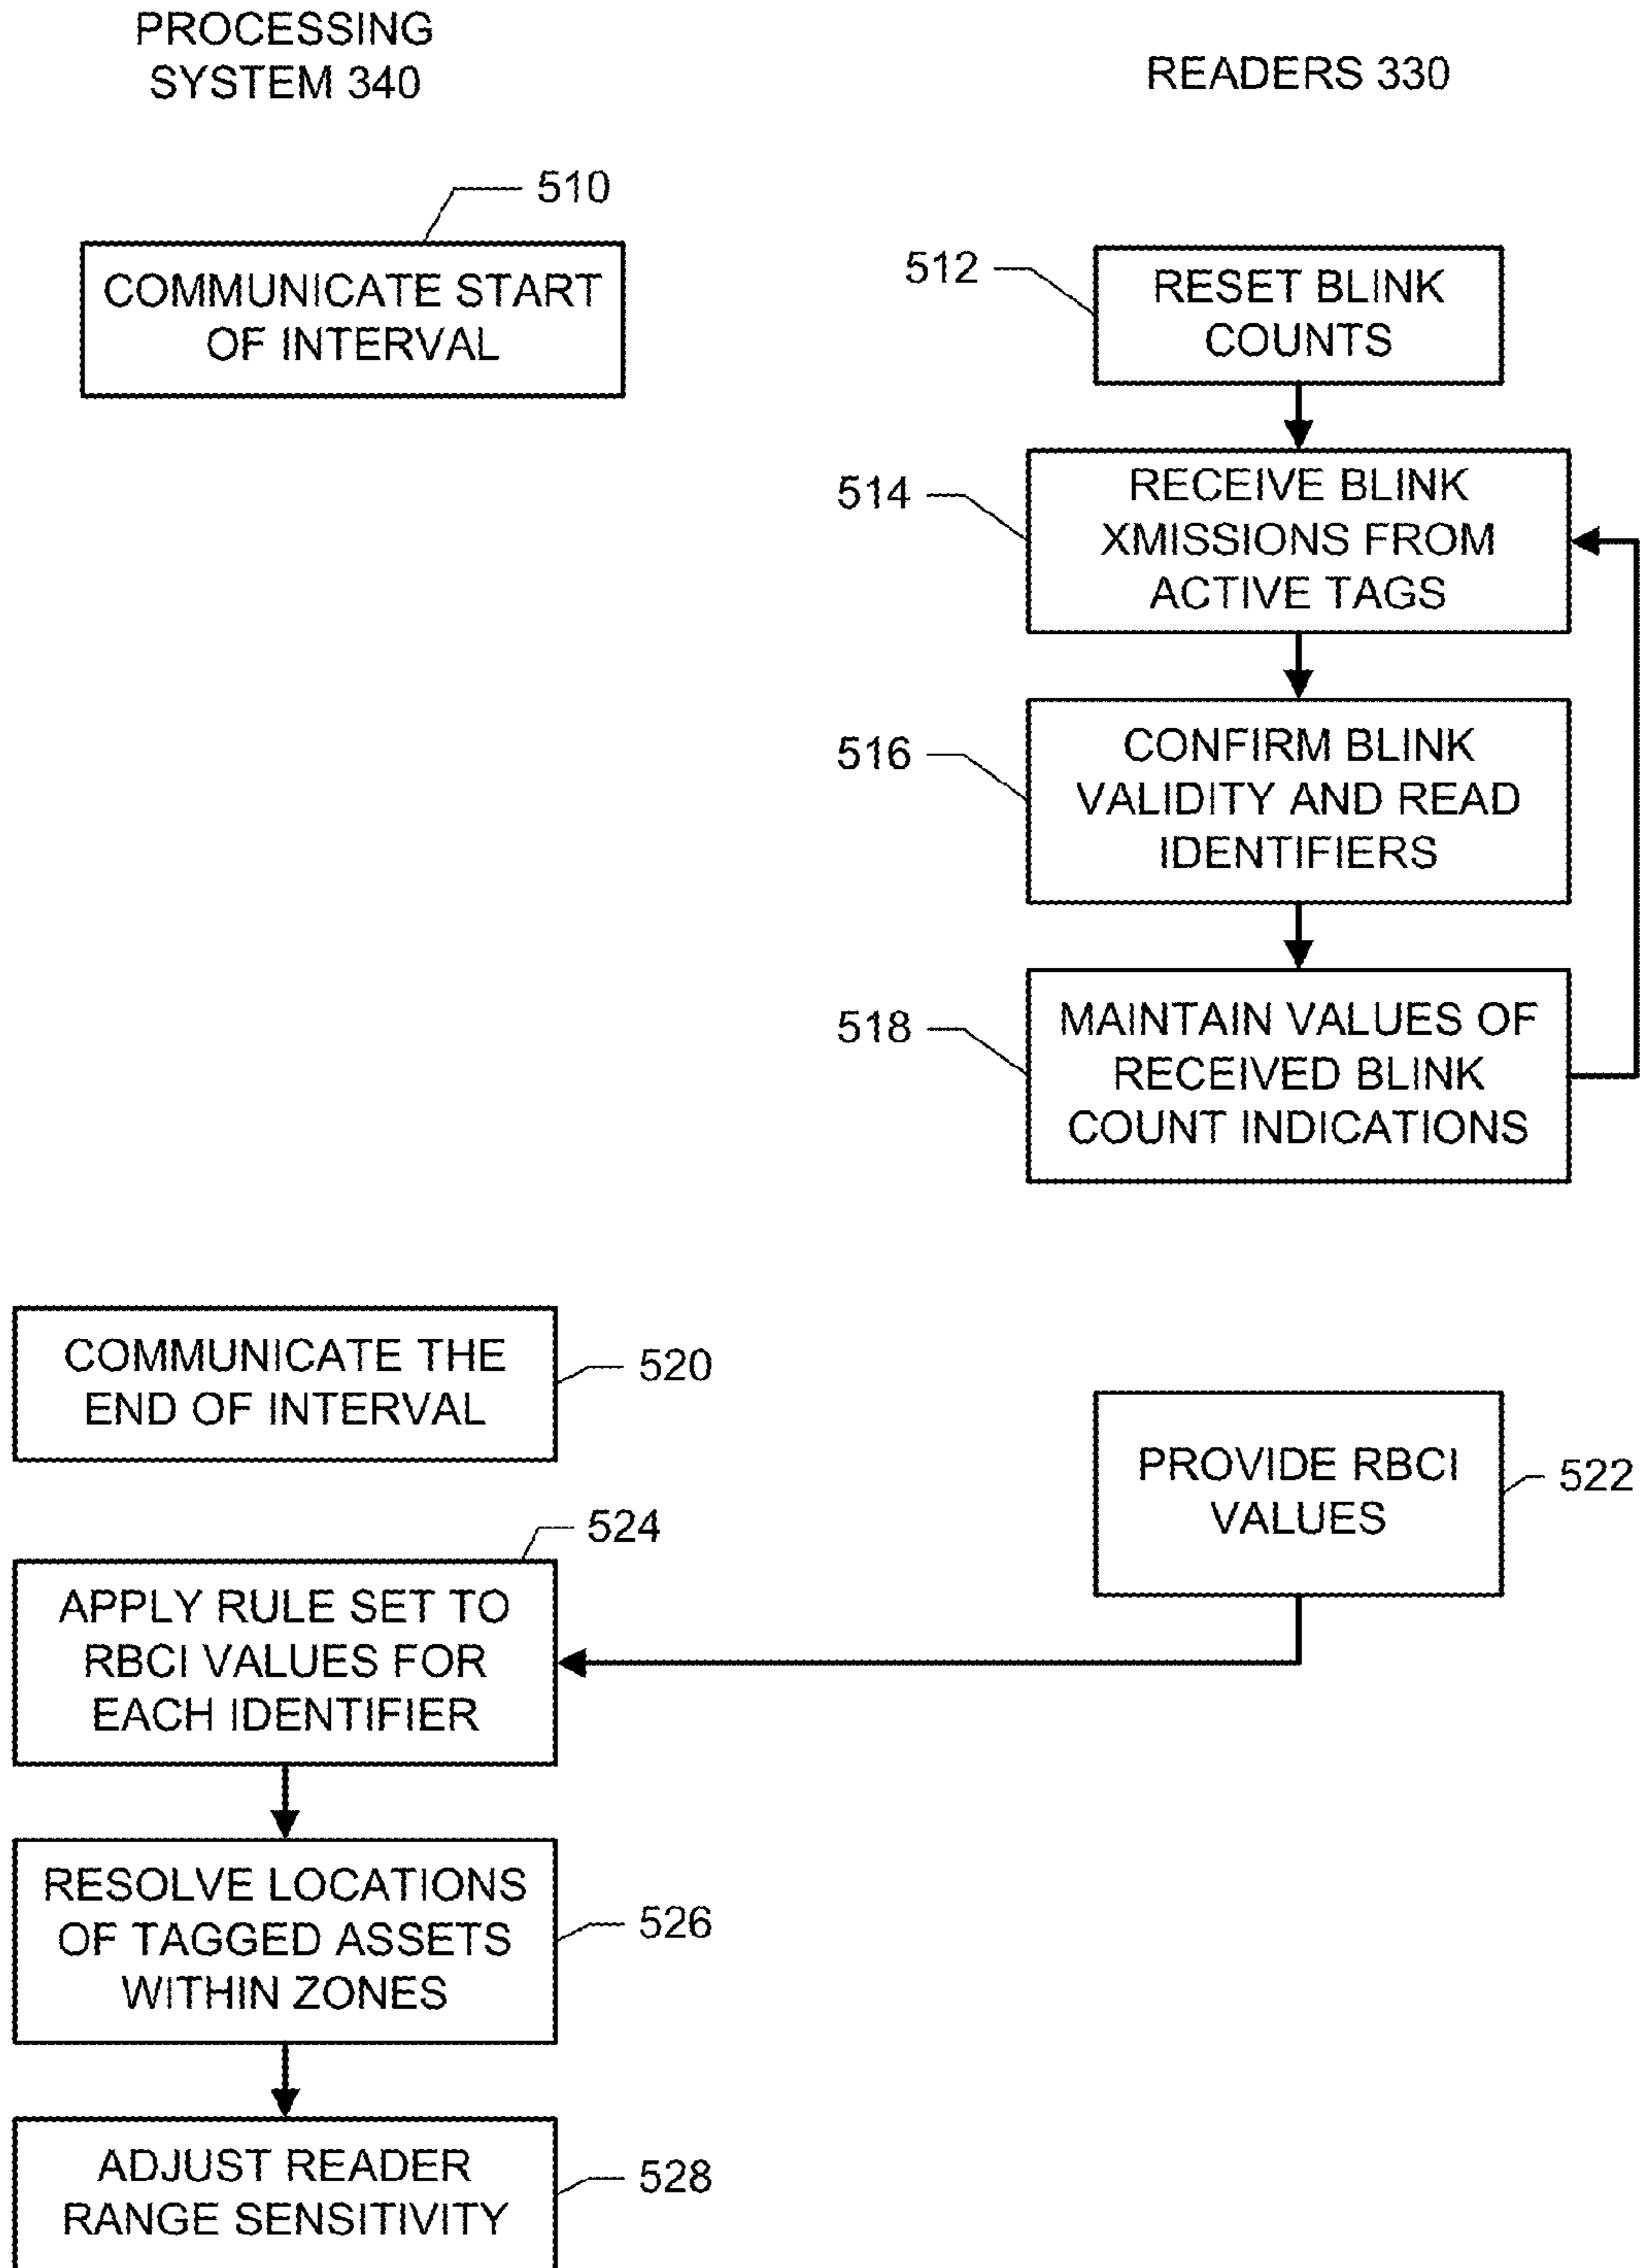 PROCESSING
SYSTEM 340
READERS 330
510
COMMUNICATE START
OF INTERVAL
512
RESET BLINK
COUNTS
514
RECEIVE BLINK
XMISSIONS FROM
ACTIVE TAGS
516
CONFIRM BLINK
VALIDITY AND READ
IDENTIFIERS
518
MAINTAIN VALUES OF
RECEIVED BLINK
COUNT INDICATIONS
COMMUNICATE THE
END OF INTERVAL
520
PROVIDE RBCI
VALUES
522
524
APPLY RULE SET TO
RBCI VALUES FOR
EACH IDENTIFIER
RESOLVE LOCATIONS
OF TAGGED ASSETS
WITHIN ZONES
526
ADJUST READER
RANGE SENSITIVITY
528